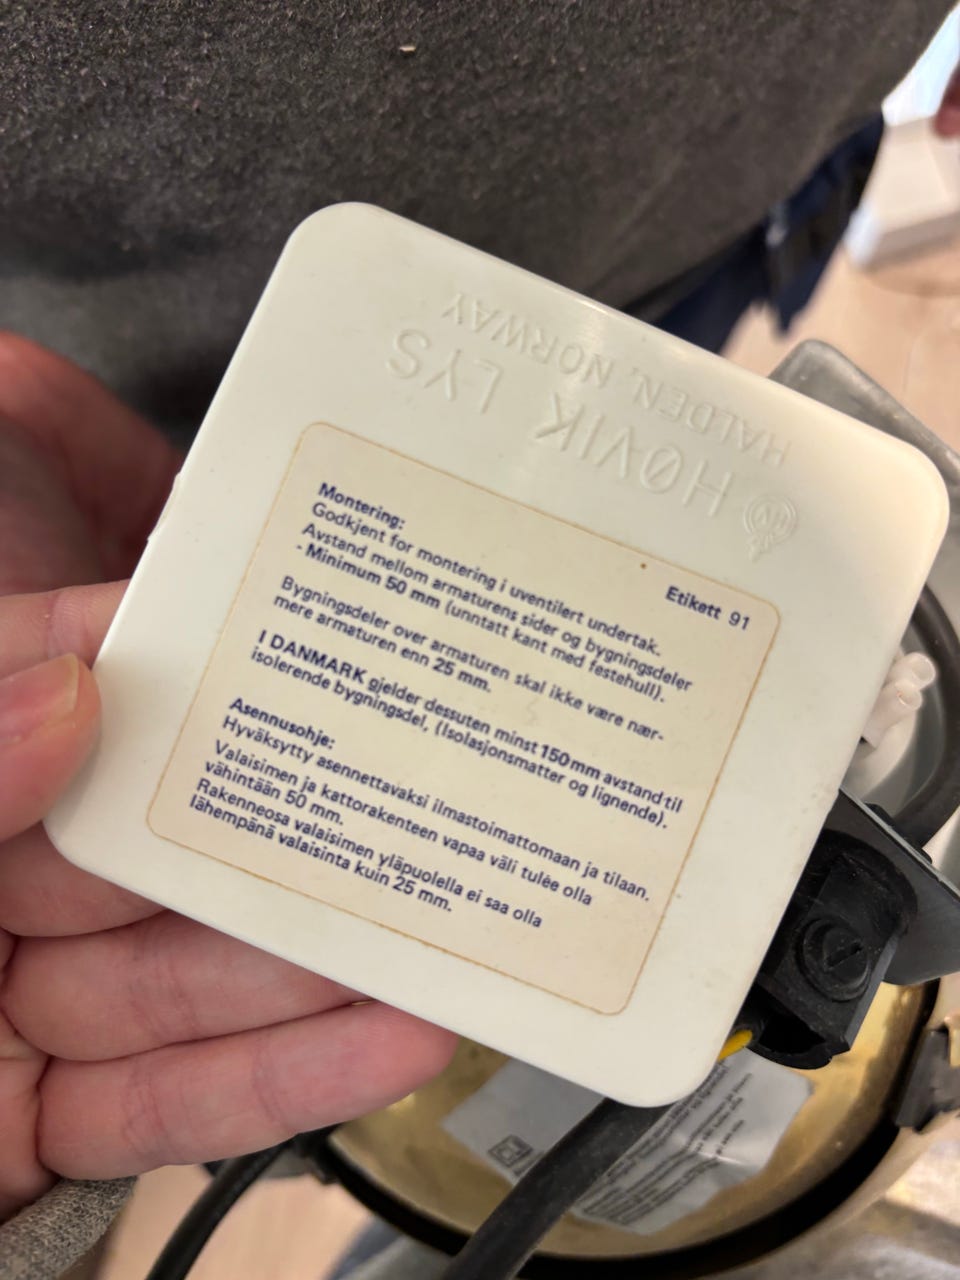 HØVIK LYS
HALDEN, NORWAY
Etikett 91
Montering:
Godkjent for montering i uventilert undertak.
Avstand mellom armaturens sider og bygningsdeler
- Minimum 50 mm (unntatt kant med festehull).
Bygningsdeler over armaturen skal ikke være nær-
mere armaturen enn 25 mm.
I DANMARK gjelder dessuten minst 150 mm avstand til
isolerende bygningsdel, (Isolasjonsmatter og lignende).
Asennusohje:
Hyväksytty asennettavaksi ilmastoimattomaan ja tilaan.
Valaisimen ja kattorakenteen vapaa väli tulee olla
vähintään 50 mm.
Rakenneosa valaisimen yläpuolella ei saa olla
lähempänä valaisinta kuin 25 mm.